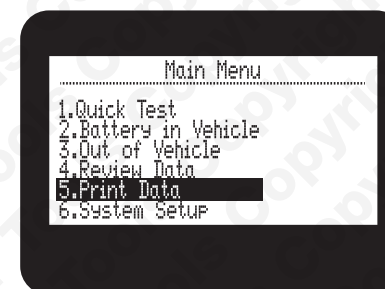 Main Menu
1.Quick Test
2.Battery in Vehicle
3.Out of Vehicle
4.Review Data
5.Print Data
6.System Setup